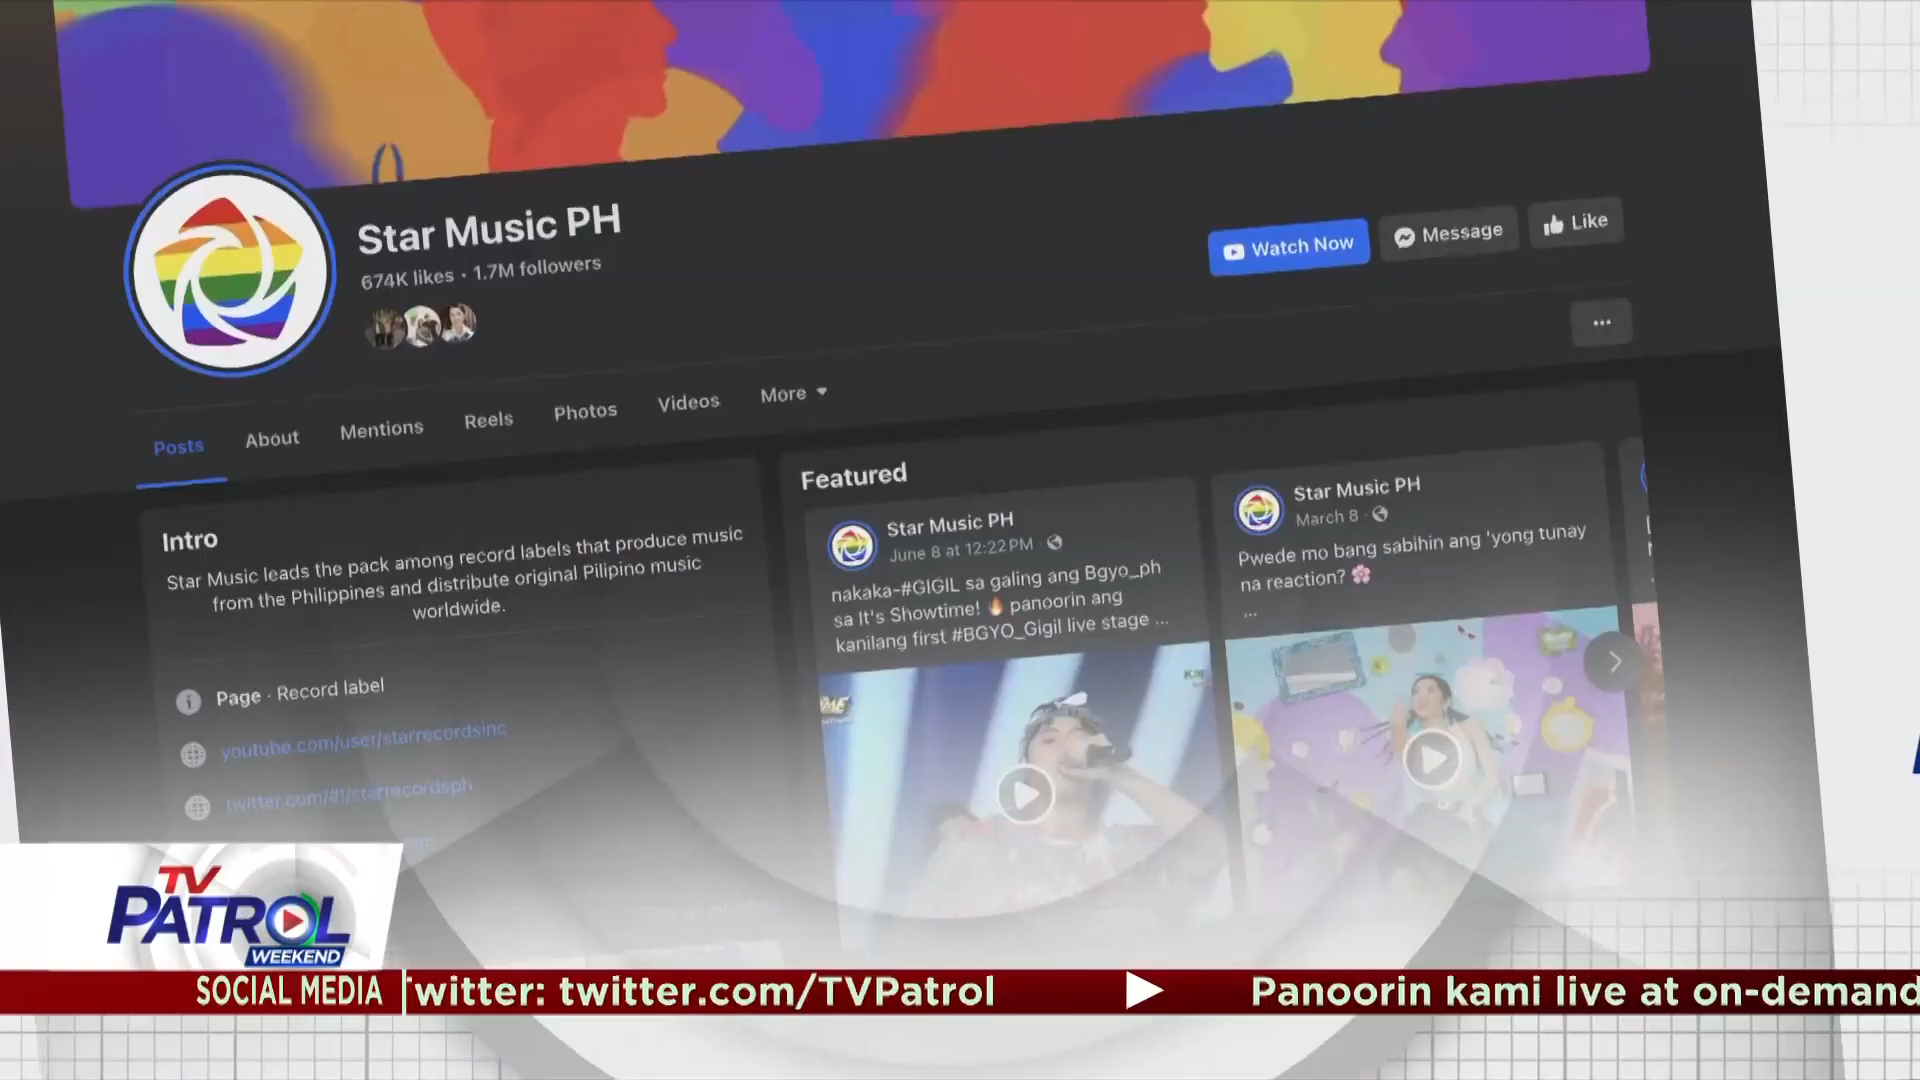 Star Music PH
674K likes • 1.7M followers
Watch Now
Message
Like
Posts
About
Mentions
Reels
Photos
Videos
More
Intro
Star Music leads the pack among record labels that produce music
from the Philippines and distribute original Pilipino music
worldwide.
Page · Record label
youtube.com/user/starrecordsinc
twitter.com/#!/starrecordsph
Featured
Star Music PH
June 8 at 12:22 PM ·
nakaka-#GIGIL sa galing ang Bgyo_ph
sa It's Showtime! 🔥 panoorin ang
kanilang first #BGYO_Gigil live stage ...
Star Music PH
March 8 ·
Pwede mo bang sabihin ang 'yong tunay
na reaction? 🌸
...
TV
PATROL
WEEKEND
SOCIAL MEDIA
witter: twitter.com/TVPatrol
Panoorin kami live at on-demand